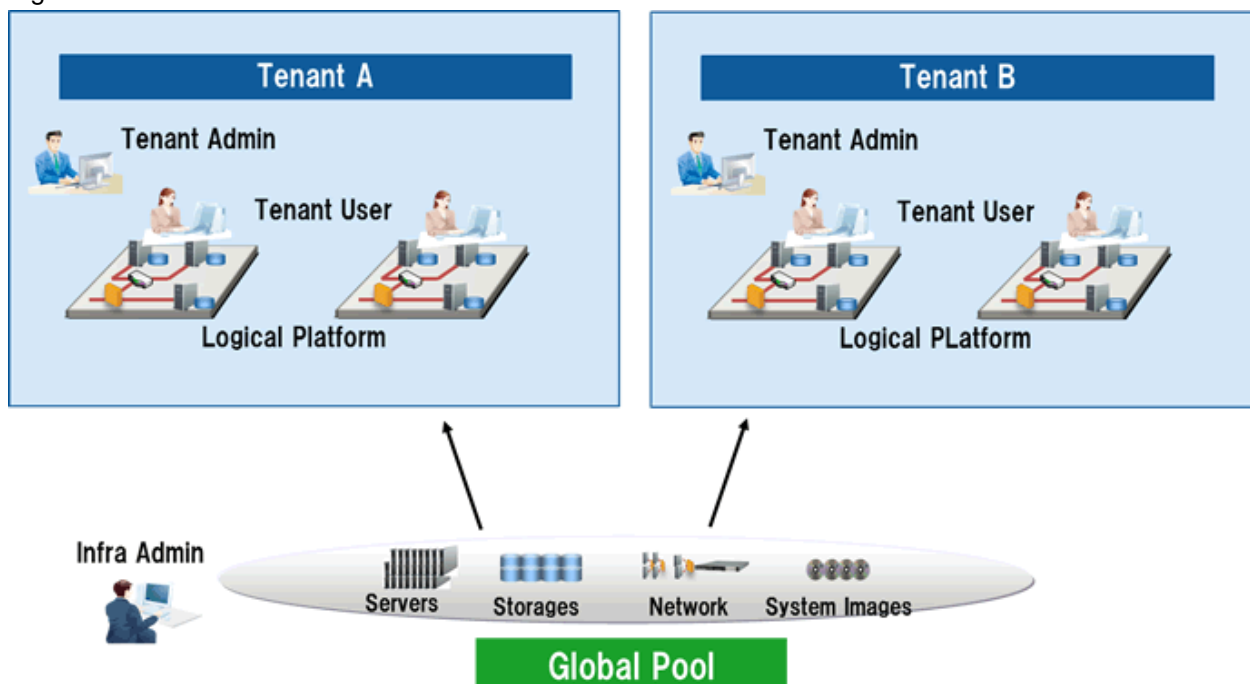 Tenant A
Tenant Admin
Tenant User
Logical Platform
Tenant B
Tenant Admin
Tenant User
Logical PLatform
Infra Admin
Servers
Storages
Network
System Images
Global Pool